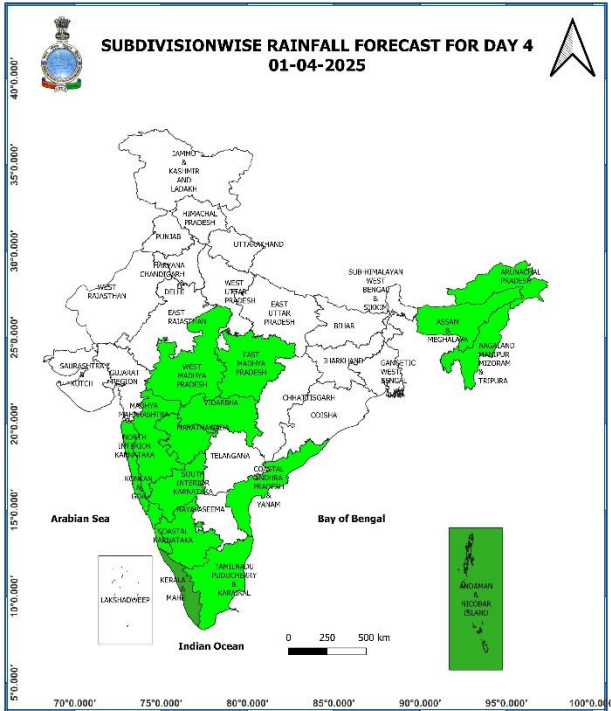 SUBDIVISIONWISE RAINFALL FORECAST FOR DAY 4
01-04-2025
40°0.000'
35°0.000'
30°0.000'
25°0.000'
20°0.000'
15°0.000'
10°0.000'
5°0.000'
JAMMU
&
KASHMIR
AND
LADAKH
HIMACHAL
PRADESH
PUNJAB
UTTARAKHAND
HARYANA
CHANDIGARH
&
DELHI
WEST
RAJASTHAN
WEST
UTTAR
PRADESH
EAST
RAJASTHAN
EAST
UTTAR
PRADESH
SUB-HIMALAYAN
WEST
BENGAL
&
SIKKIM
ARUNACHAL
PRADESH
ASSAM
&
MEGHALAYA
NAGALAND
MANIPUR
MIZORAM
&
TRIPURA
BIHAR
SAURASHTRA
&
KUTCH
GUJARAT
REGION
WEST
MADHYA
PRADESH
EAST
MADHYA
PRADESH
JHARKHAND
GANGETIC
WEST
BENGAL
CHHATTISGARH
ODISHA
MADHYA
MAHARASHTRA
VIDARBHA
MARATHAWADA
NORTH
INTERIOR
KARNATAKA
TELANGANA
KONKAN
&
GOA
SOUTH
INTERIOR
KARNATAKA
COASTAL
ANDHRA
PRADESH
&
YANAM
RAYALASEEMA
COASTAL
KARNATAKA
TAMILNADU
PUDUCHERRY
&
KARAIKAL
KERALA
&
MAHE
LAKSHADWEEP
ANDAMAN
&
NICOBAR
ISLAND
Arabian Sea
Bay of Bengal
Indian Ocean
0 250 500 km
70°0.000' 75°0.000' 80°0.000' 85°0.000' 90°0.000' 95°0.000' 100°0.000'